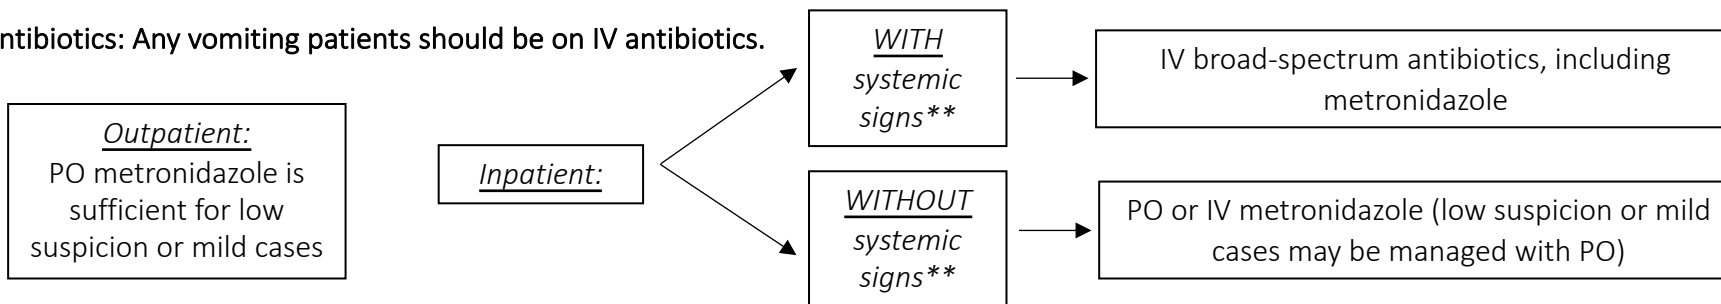 ntibiotics: Any vomiting patients should be on IV antibiotics.
Outpatient:
PO metronidazole is
sufficient for low
suspicion or mild cases
Inpatient:
WITH
systemic
signs**
IV broad-spectrum antibiotics, including
metronidazole
WITHOUT
systemic
signs**
PO or IV metronidazole (low suspicion or mild
cases may be managed with PO)